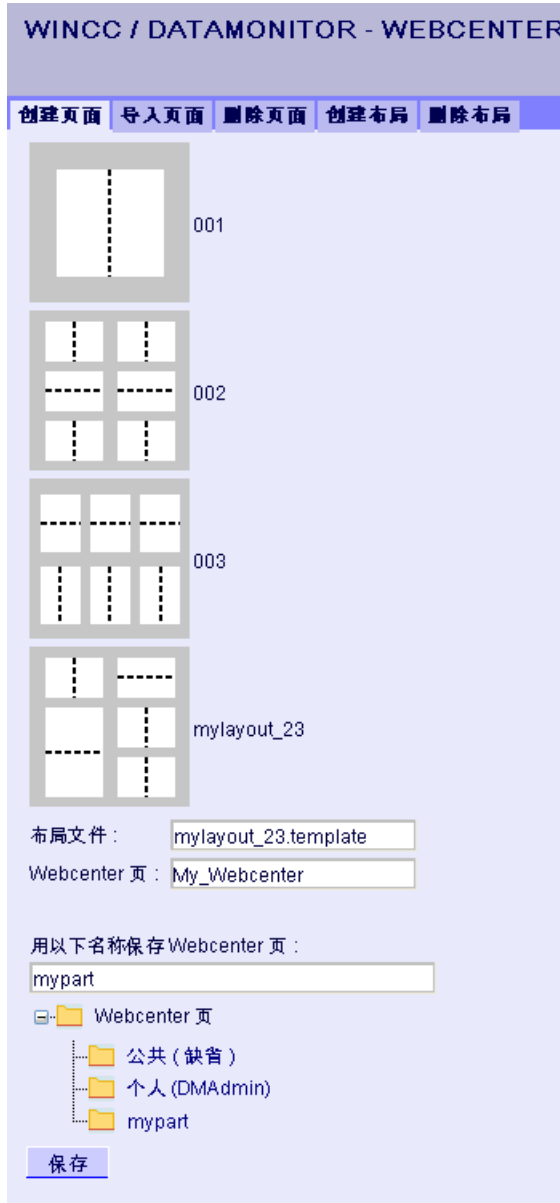 WINCC / DATAMONITOR - WEBCENTER
创建页面 导入页面 删除页面 创建布局 删除布局
001
002
003
mylayout_23
布局文件: mylayout_23.template
Webcenter 页: My_Webcenter
用以下名称保存 Webcenter 页:
mypart
Webcenter 页
公共 (缺省)
个人 (DMAdmin)
mypart
保存